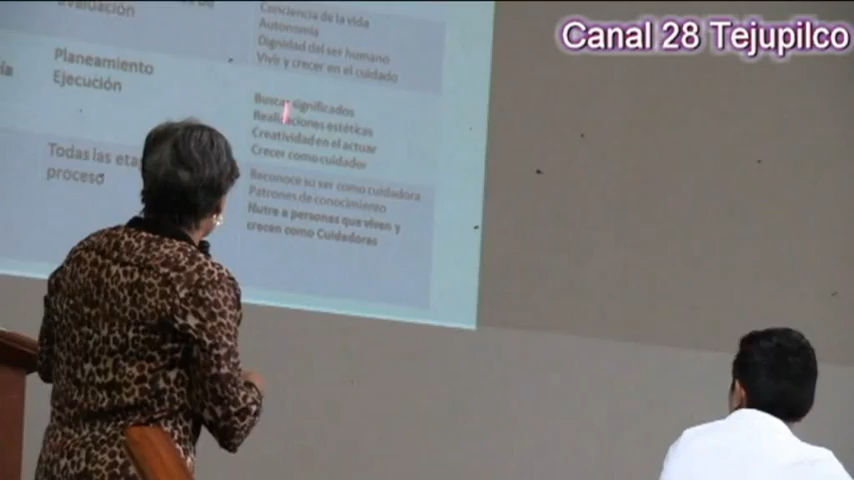 Canal 28 Tejupilco
Evaluación
Conciencia de la vida
Autonomía
Dignidad del ser humano
Vivir y crecer en el cuidado
Planeamiento
Ejecución
Buscar significados
Realizaciones estéticas
Creatividad en el actuar
Crecer como cuidador
Todas las
proceso
Reconoce su ser como cuidadora
Patrones de conocimiento
Nutre a personas que viven y
crecen como Cuidadoras